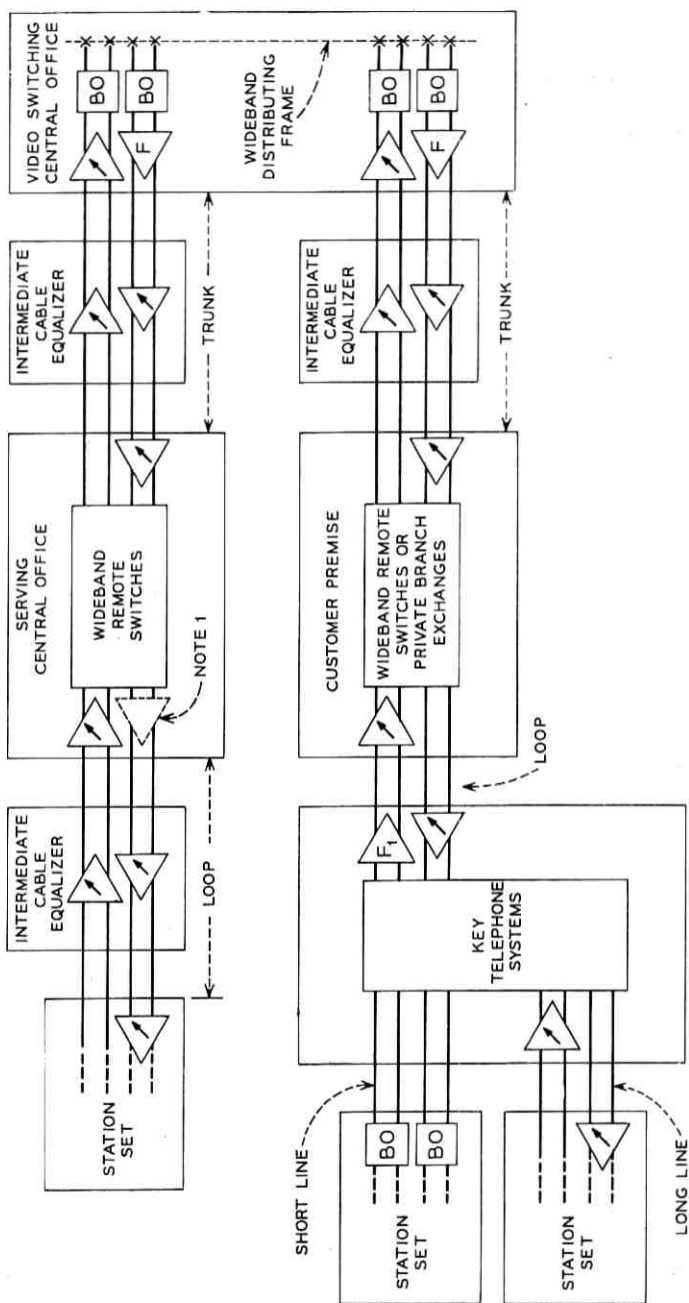 STATION
SET
INTERMEDIATE
CABLE
EQUALIZER
LOOP
SERVING
CENTRAL OFFICE
WIDEBAND
REMOTE
SWITCHES
NOTE 1
INTERMEDIATE
CABLE
EQUALIZER
TRUNK
VIDEO SWITCHING
CENTRAL OFFICE
BO
BO
F
WIDEBAND
DISTRIBUTING
FRAME
SHORT LINE
STATION
SET
BO
BO
STATION
SET
LONG LINE
KEY
TELEPHONE
SYSTEMS
F1
LOOP
CUSTOMER PREMISE
WIDEBAND REMOTE
SWITCHES OR
PRIVATE BRANCH
EXCHANGES
INTERMEDIATE
CABLE
EQUALIZER
TRUNK
BO
BO
F